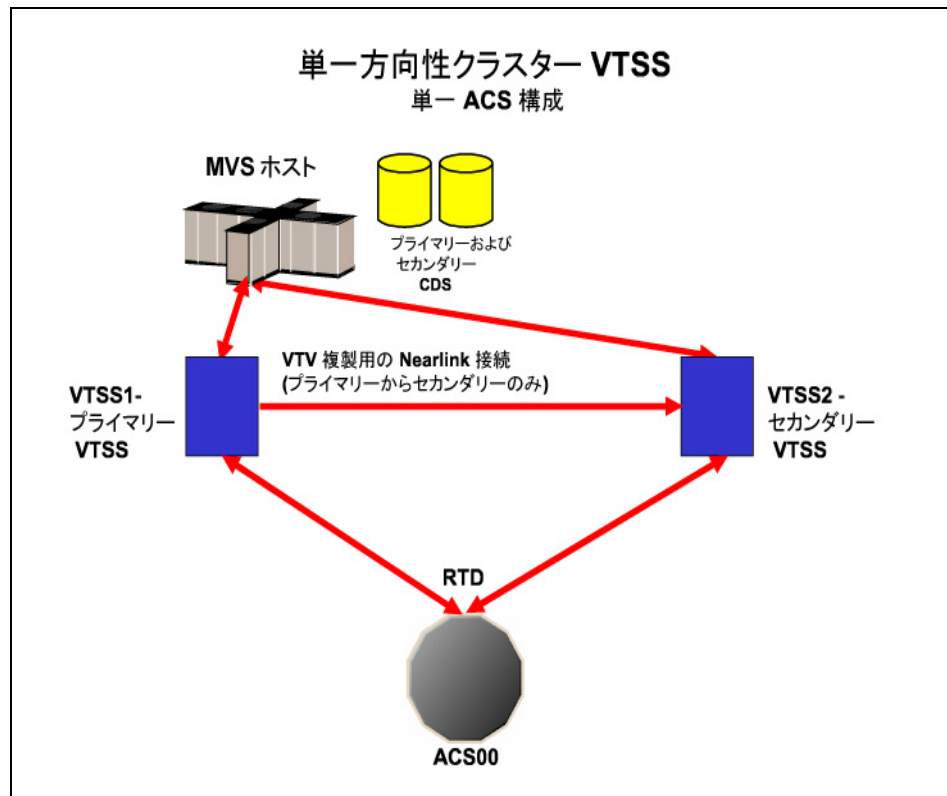 単一方向性クラスター VTSS
単一 ACS 構成
MVS ホスト
プライマリーおよび
セカンダリー
CDS
VTV 複製用の Nearlink 接続
(プライマリーからセカンダリーのみ)
VTSS1-
プライマリー
VTSS
VTSS2 -
セカンダリー
VTSS
RTD
ACS00